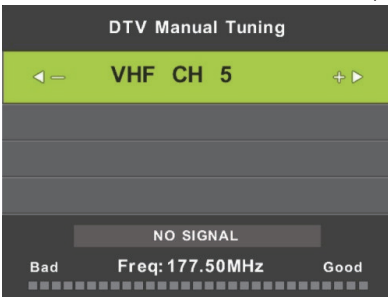 DTV Manual Tuning
VHF CH 5
NO SIGNAL
Bad Freq:177.50MHz Good